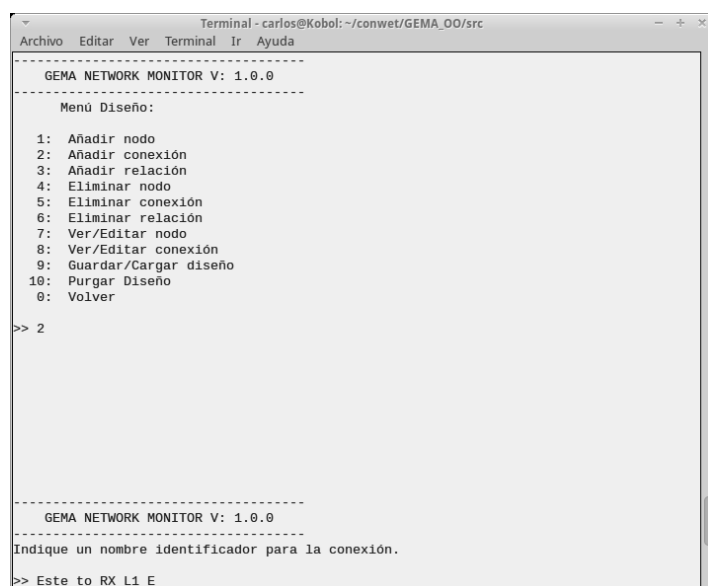 Terminal - carlos@Kobol: ~/conwet/GEMA_OO/src
Archivo Editar Ver Terminal Ir Ayuda
------------------------------------
GEMA NETWORK MONITOR V: 1.0.0
------------------------------------
Menú Diseño:
1: Añadir nodo
2: Añadir conexión
3: Añadir relación
4: Eliminar nodo
5: Eliminar conexión
6: Eliminar relación
7: Ver/Editar nodo
8: Ver/Editar conexión
9: Guardar/Cargar diseño
10: Purgar Diseño
0: Volver
>> 2
------------------------------------
GEMA NETWORK MONITOR V: 1.0.0
------------------------------------
Indique un nombre identificador para la conexión.
>> Este to RX L1 E